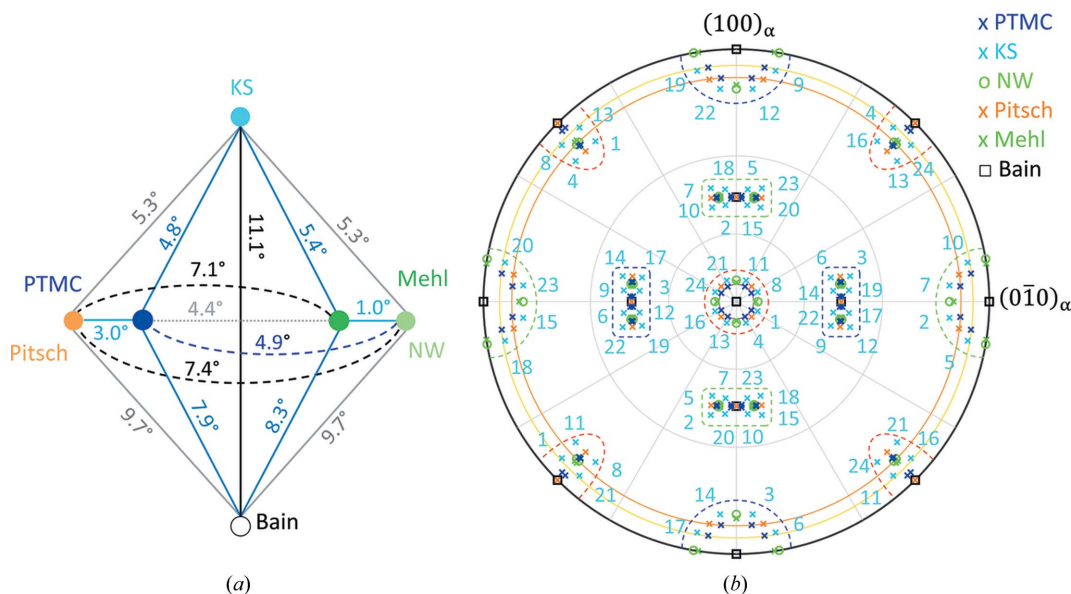 KS
5.3°
4.8°
11.1°
5.4°
5.3°
PTMC
7.1°
Mehl
4.4°
1.0°
3.0°
4.9°
Pitsch
7.4°
NW
9.7°
7.9°
8.3°
9.7°
Bain
(a)
(100)α
x PTMC
x KS
o NW
x Pitsch
x Mehl
□ Bain
19 9
22 12
13 4
1 16
8 24
4 13
18 5
7 23
10 20
2 15
20 10
14 17 21 11 6 3
23 7
9 3 24 8 14 19
(01̅0)α
15 6 12 16 1 22 17 2
22 19 13 4 9 12
18 5
7 23
5 18
2 15
20 10
11 21
1 16
8 24
21 11
14 3
17 6
(b)